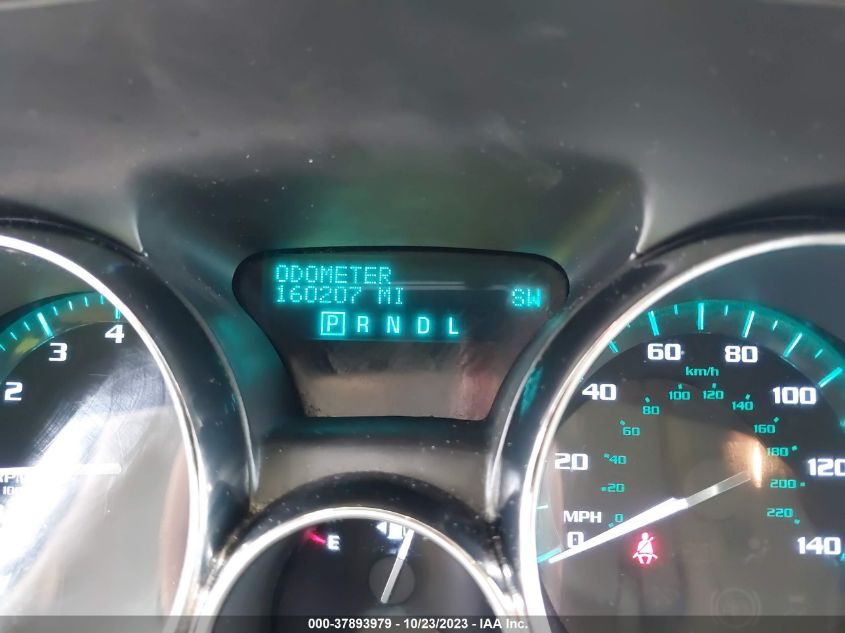 ODOMETER
160207 MI SW
P R N D L
2 3 4
0 20 40 60 80 100 120 140
MPH
km/h
0 20 40 60 80 100 120 140 160 180 200 220
E
000-37893979 - 10/23/2023 - IAA Inc.